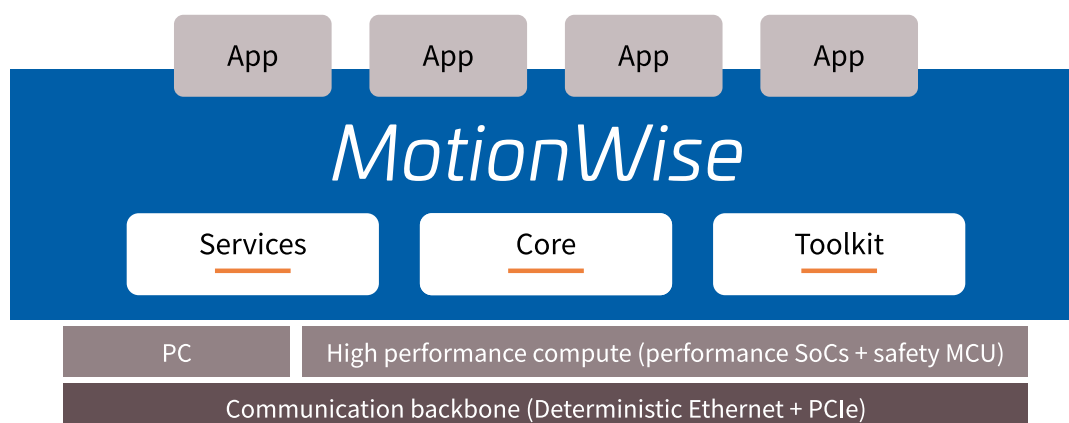 App
App
App
App
MotionWise
Services
Core
Toolkit
PC
High performance compute (performance SoCs + safety MCU)
Communication backbone (Deterministic Ethernet + PCIe)